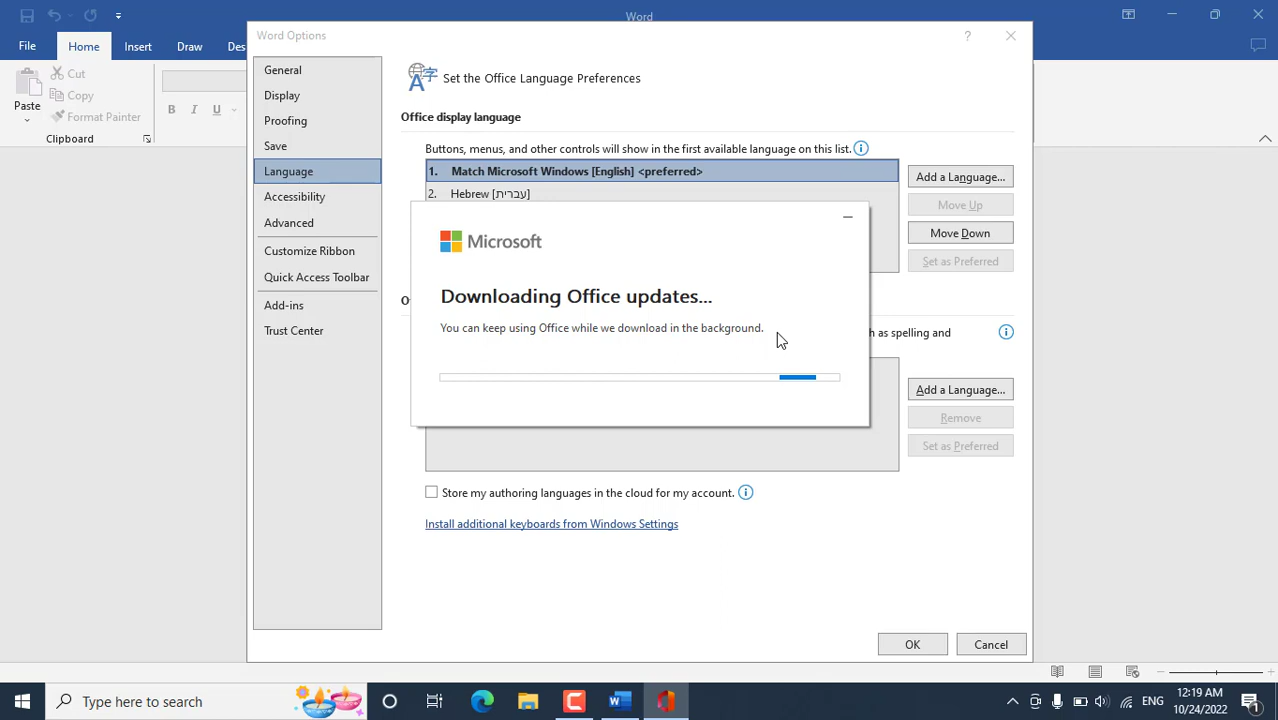 Word
File
Home
Insert
Draw
Des
Paste
Cut
Copy
Format Painter
Clipboard
B I U
Word Options
?
General
Display
Proofing
Save
Language
Accessibility
Advanced
Customize Ribbon
Quick Access Toolbar
Add-ins
Trust Center
Set the Office Language Preferences
Office display language
Buttons, menus, and other controls will show in the first available language on this list.
1. Match Microsoft Windows [English] <preferred>
2. Hebrew [עברית]
Add a Language...
Move Up
Move Down
Set as Preferred
Microsoft
Downloading Office updates...
You can keep using Office while we download in the background.
h as spelling and
Add a Language...
Remove
Set as Preferred
Store my authoring languages in the cloud for my account.
Install additional keyboards from Windows Settings
OK
Cancel
Type here to search
ENG
12:19 AM
10/24/2022
1